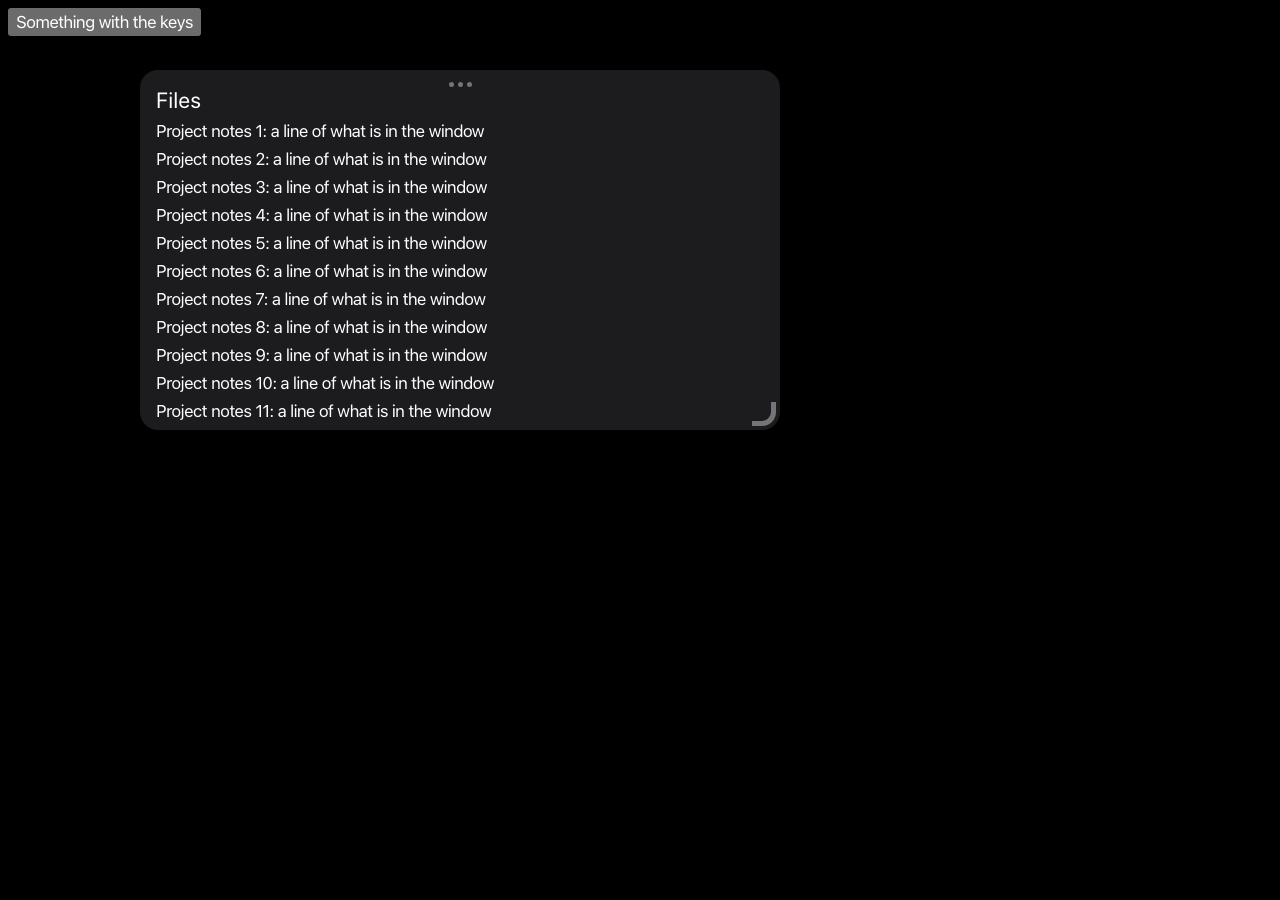 Something with the keys
Files
Project notes 1: a line of what is in the window
Project notes 2: a line of what is in the window
Project notes 3: a line of what is in the window
Project notes 4: a line of what is in the window
Project notes 5: a line of what is in the window
Project notes 6: a line of what is in the window
Project notes 7: a line of what is in the window
Project notes 8: a line of what is in the window
Project notes 9: a line of what is in the window
Project notes 10: a line of what is in the window
Project notes 11: a line of what is in the window